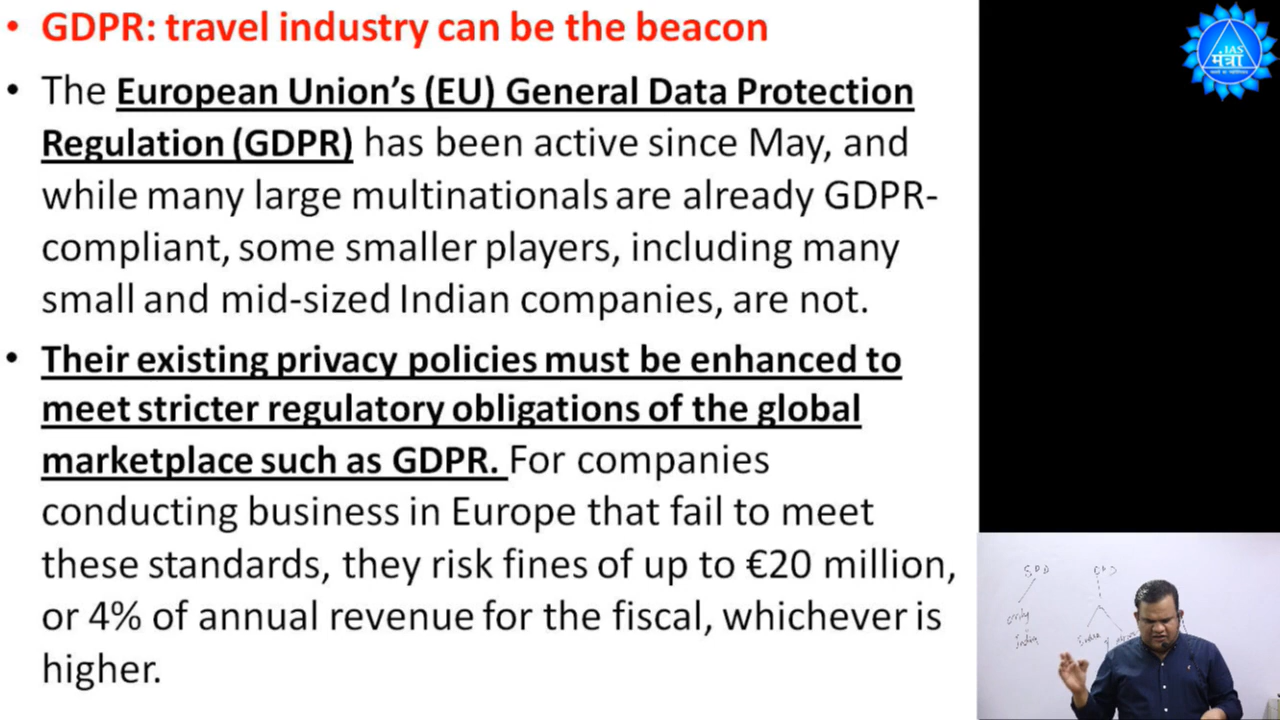 • GDPR: travel industry can be the beacon
• The European Union's (EU) General Data Protection
Regulation (GDPR) has been active since May, and
while many large multinationals are already GDPR-
compliant, some smaller players, including many
small and mid-sized Indian companies, are not.
• Their existing privacy policies must be enhanced to
meet stricter regulatory obligations of the global
marketplace such as GDPR. For companies
conducting business in Europe that fail to meet
these standards, they risk fines of up to €20 million,
or 4% of annual revenue for the fiscal, whichever is
higher.
IAS
मंत्रा
only
India
India